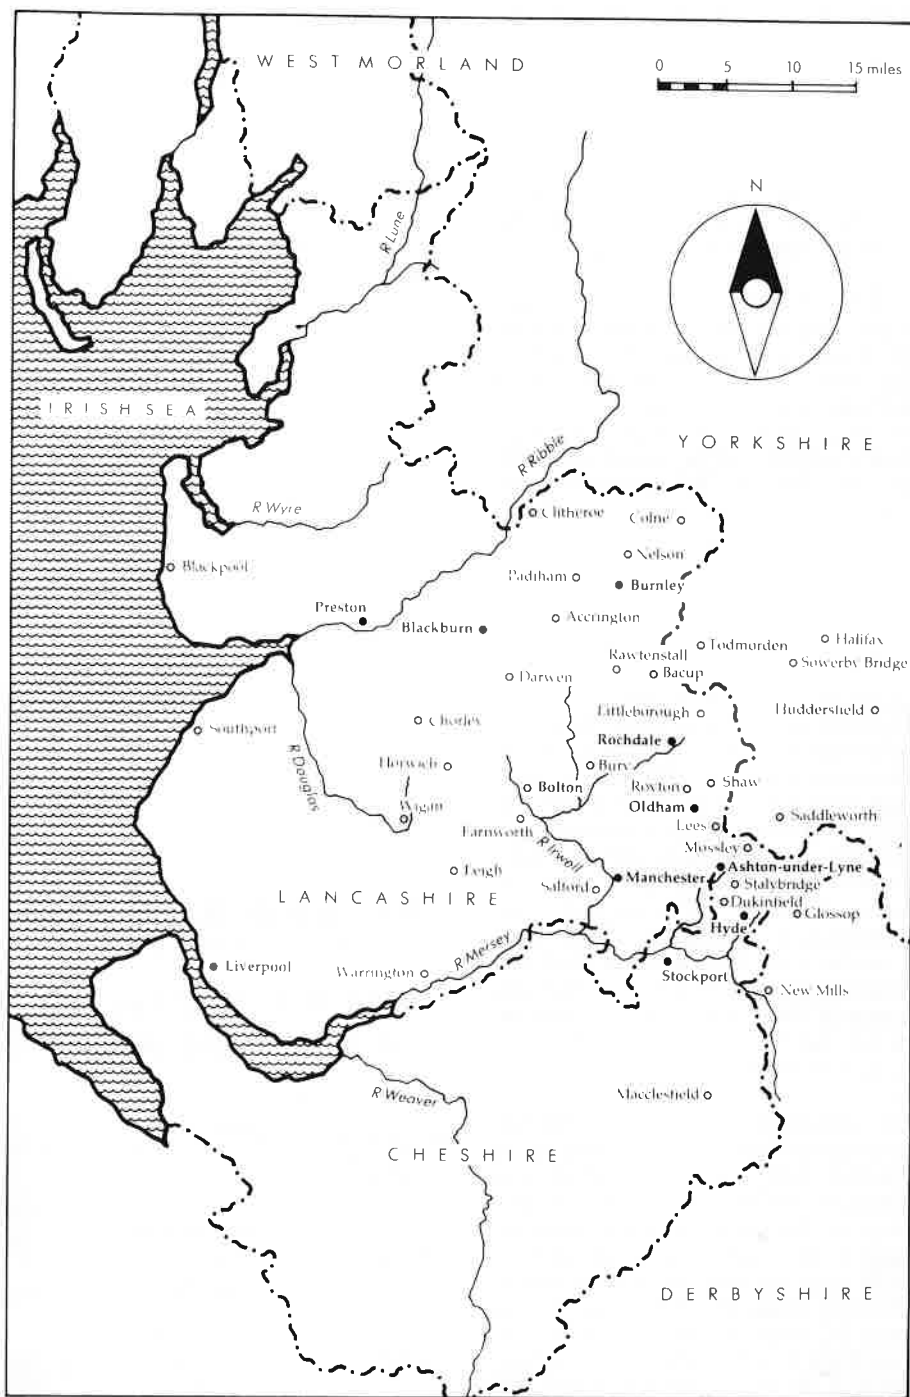 WESTMORLAND
0 5 10 15 miles
N
R Lune
IRISH SEA
YORKSHIRE
R Ribble
R Wyre
Clitheroe
Colne
Nelson
Blackpool
Padiham
Burnley
Preston
Blackburn
Accrington
Todmorden
Halifax
Rawtenstall
Sowerby Bridge
Bacup
Darwen
Littleborough
Huddersfield
Chorley
Southport
Rochdale
R Douglas
Horwich
Bury
Shaw
Bolton
Royton
Oldham
Wigan
Farnworth
Saddleworth
Lees
R Irwell
Mossley
Ashton-under-Lyne
Leigh
Manchester
Salford
Stalybridge
LANCASHIRE
Dukinfield
Glossop
Hyde
R Mersey
Liverpool
Warrington
Stockport
New Mills
R Weaver
Macclesfield
CHESHIRE
DERBYSHIRE